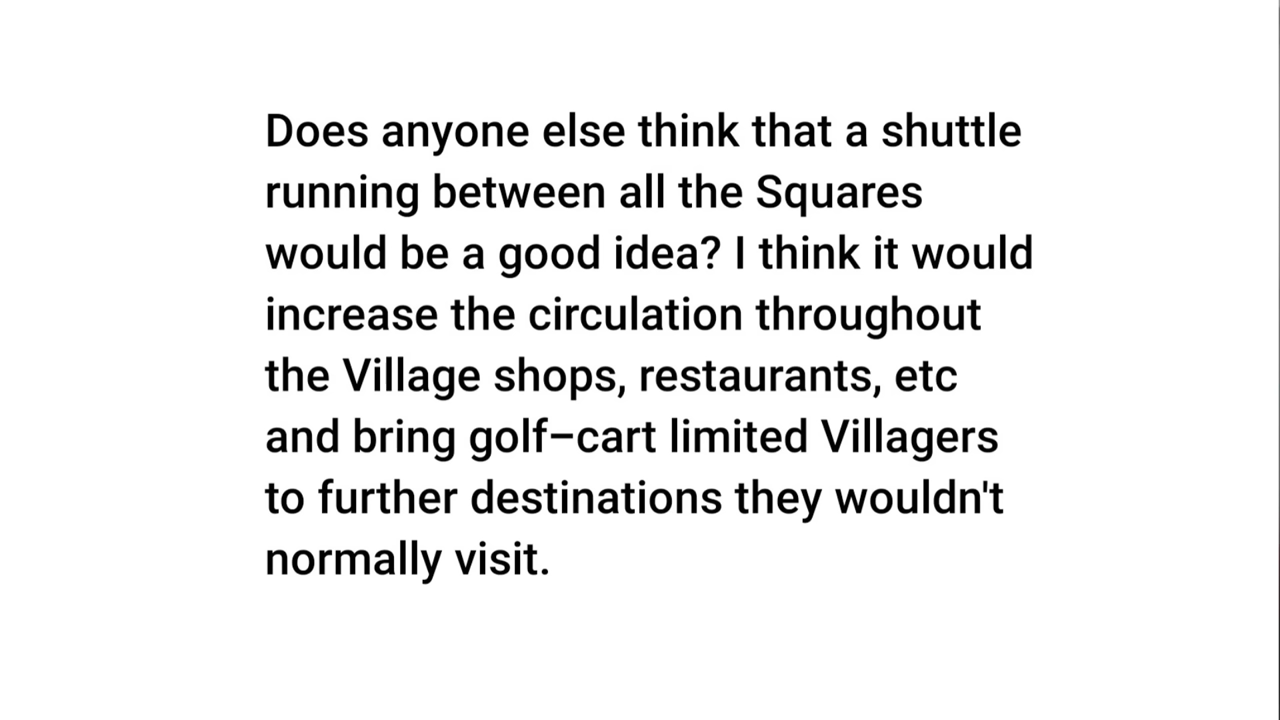 Does anyone else think that a shuttle
running between all the Squares
would be a good idea? I think it would
increase the circulation throughout
the Village shops, restaurants, etc
and bring golf–cart limited Villagers
to further destinations they wouldn't
normally visit.